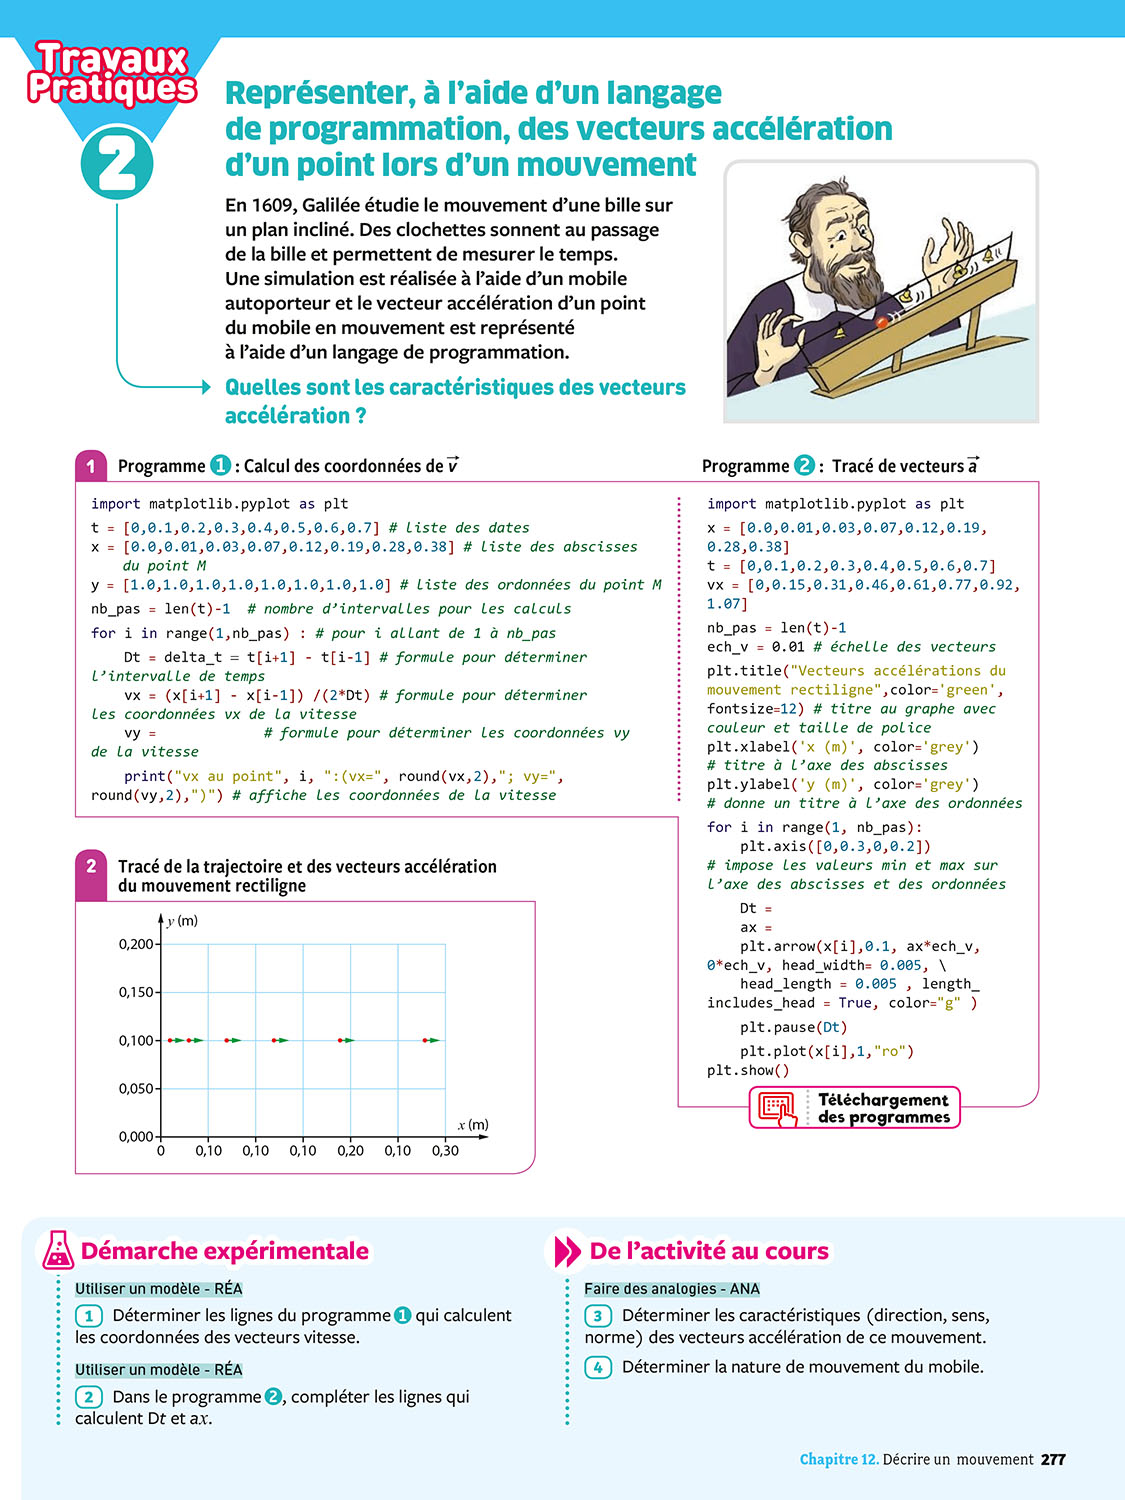 Travaux
Pratiques
2
Représenter, à l'aide d'un langage
de programmation, des vecteurs accélération
d'un point lors d'un mouvement
En 1609, Galilée étudie le mouvement d'une bille sur
un plan incliné. Des clochettes sonnent au passage
de la bille et permettent de mesurer le temps.
Une simulation est réalisée à l'aide d'un mobile
autoporteur et le vecteur accélération d'un point
du mobile en mouvement est représenté
à l'aide d'un langage de programmation.
Quelles sont les caractéristiques des vecteurs
accélération ?
1 Programme 1 : Calcul des coordonnées de v⃗
import matplotlib.pyplot as plt
t = [0,0.1,0.2,0.3,0.4,0.5,0.6,0.7] # liste des dates
x = [0.0,0.01,0.03,0.07,0.12,0.19,0.28,0.38] # liste des abscisses
du point M
y = [1.0,1.0,1.0,1.0,1.0,1.0,1.0,1.0] # liste des ordonnées du point M
nb_pas = len(t)-1 # nombre d'intervalles pour les calculs
for i in range(1,nb_pas) : # pour i allant de 1 à nb_pas
Dt = delta_t = t[i+1] - t[i-1] # formule pour déterminer
l'intervalle de temps
vx = (x[i+1] - x[i-1]) /(2*Dt) # formule pour déterminer
les coordonnées vx de la vitesse
vy = # formule pour déterminer les coordonnées vy
de la vitesse
print("vx au point", i, ":(vx=", round(vx,2),"; vy=",
round(vy,2),")") # affiche les coordonnées de la vitesse
Programme 2 : Tracé de vecteurs a⃗
import matplotlib.pyplot as plt
x = [0.0,0.01,0.03,0.07,0.12,0.19,
0.28,0.38]
t = [0,0.1,0.2,0.3,0.4,0.5,0.6,0.7]
vx = [0,0.15,0.31,0.46,0.61,0.77,0.92,
1.07]
nb_pas = len(t)-1
ech_v = 0.01 # échelle des vecteurs
plt.title("Vecteurs accélérations du
mouvement rectiligne",color='green',
fontsize=12) # titre au graphe avec
couleur et taille de police
plt.xlabel('x (m)', color='grey')
# titre à l'axe des abscisses
plt.ylabel('y (m)', color='grey')
# donne un titre à l'axe des ordonnées
for i in range(1, nb_pas):
plt.axis([0,0.3,0,0.2])
# impose les valeurs min et max sur
l'axe des abscisses et des ordonnées
Dt =
ax =
plt.arrow(x[i],0.1, ax*ech_v,
0*ech_v, head_width= 0.005, \
head_length = 0.005 , length_
includes_head = True, color="g" )
plt.pause(Dt)
plt.plot(x[i],1,"ro")
plt.show()
Téléchargement
des programmes
2 Tracé de la trajectoire et des vecteurs accélération
du mouvement rectiligne
y (m)
0,200
0,150
0,100
0,050
0,000
x (m)
0 0,10 0,10 0,10 0,20 0,10 0,30
Démarche expérimentale
Utiliser un modèle - RÉA
1 Déterminer les lignes du programme 1 qui calculent
les coordonnées des vecteurs vitesse.
Utiliser un modèle - RÉA
2 Dans le programme 2, compléter les lignes qui
calculent Dt et ax.
De l'activité au cours
Faire des analogies - ANA
3 Déterminer les caractéristiques (direction, sens,
norme) des vecteurs accélération de ce mouvement.
4 Déterminer la nature de mouvement du mobile.
Chapitre 12. Décrire un mouvement 277